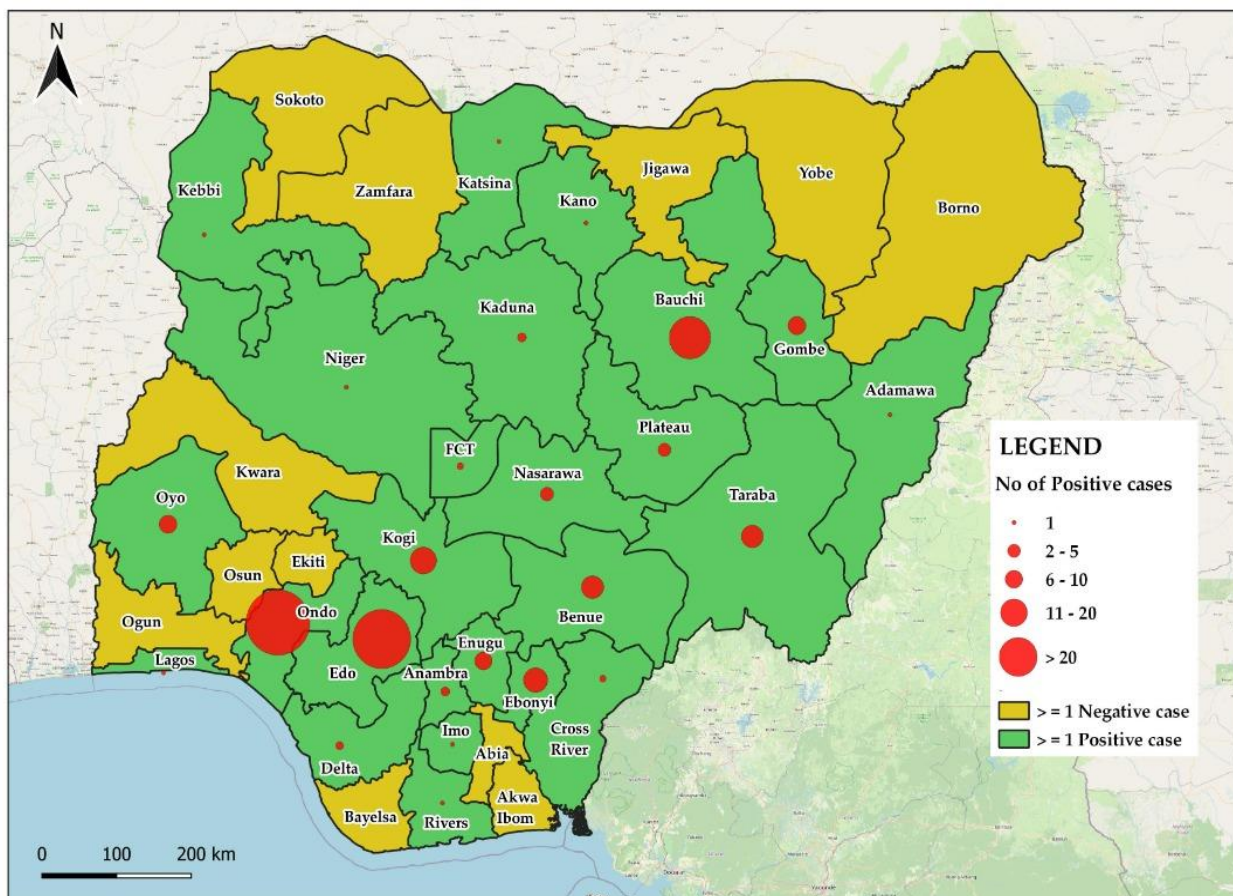 N
Sokoto
Kebbi
Zamfara
Katsina
Kano
Jigawa
Yobe
Borno
Kaduna
Bauchi
Gombe
Niger
Adamawa
Plateau
FCT
Nasarawa
Kwara
Oyo
Taraba
Kogi
Ekiti
Osun
Benue
Ogun
Ondo
Lagos
Edo
Enugu
Anambra
Ebonyi
Imo
Cross
River
Abia
Delta
Akwa
Ibom
Bayelsa
Rivers
LEGEND
No of Positive cases
1
2 - 5
6 - 10
11 - 20
> 20
> = 1 Negative case
> = 1 Positive case
0 100 200 km